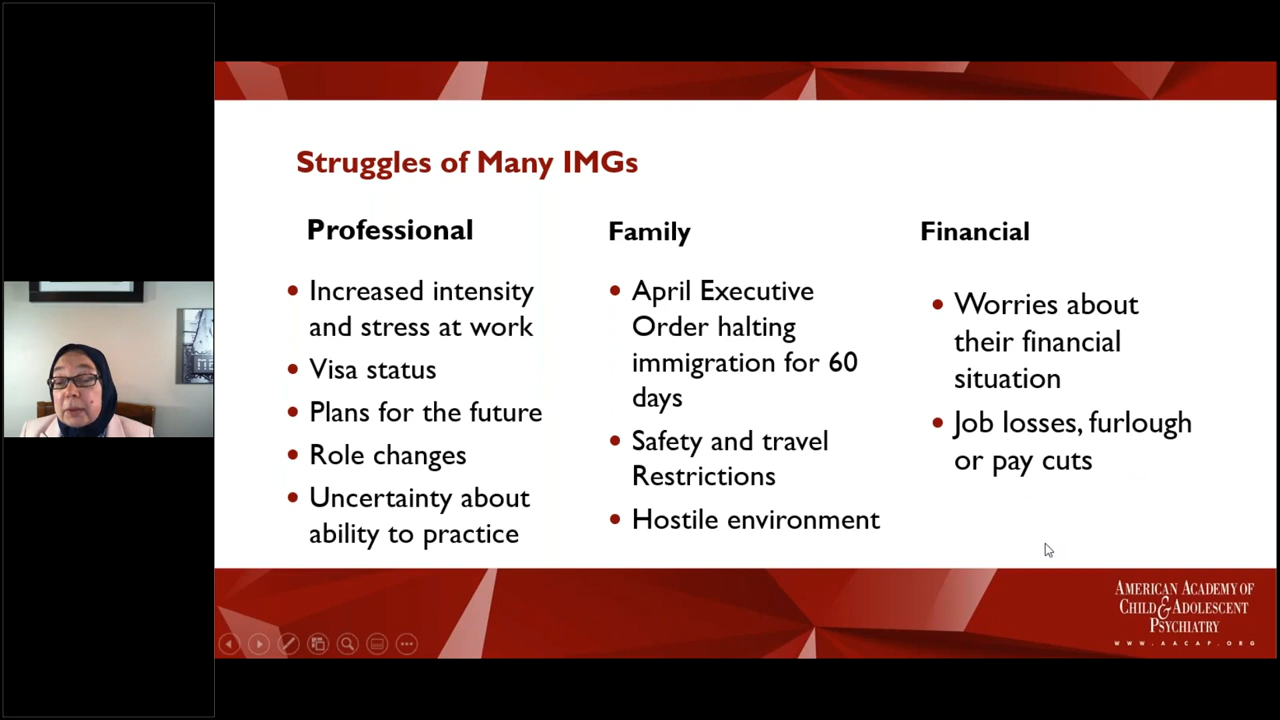 Struggles of Many IMGs
Professional
Increased intensity
and stress at work
Visa status
Plans for the future
Role changes
Uncertainty about
ability to practice
Family
April Executive
Order halting
immigration for 60
days
Safety and travel
Restrictions
Hostile environment
Financial
Worries about
their financial
situation
Job losses, furlough
or pay cuts
AMERICAN ACADEMY OF
CHILD & ADOLESCENT
PSYCHIATRY
WWW.AACAP.ORG